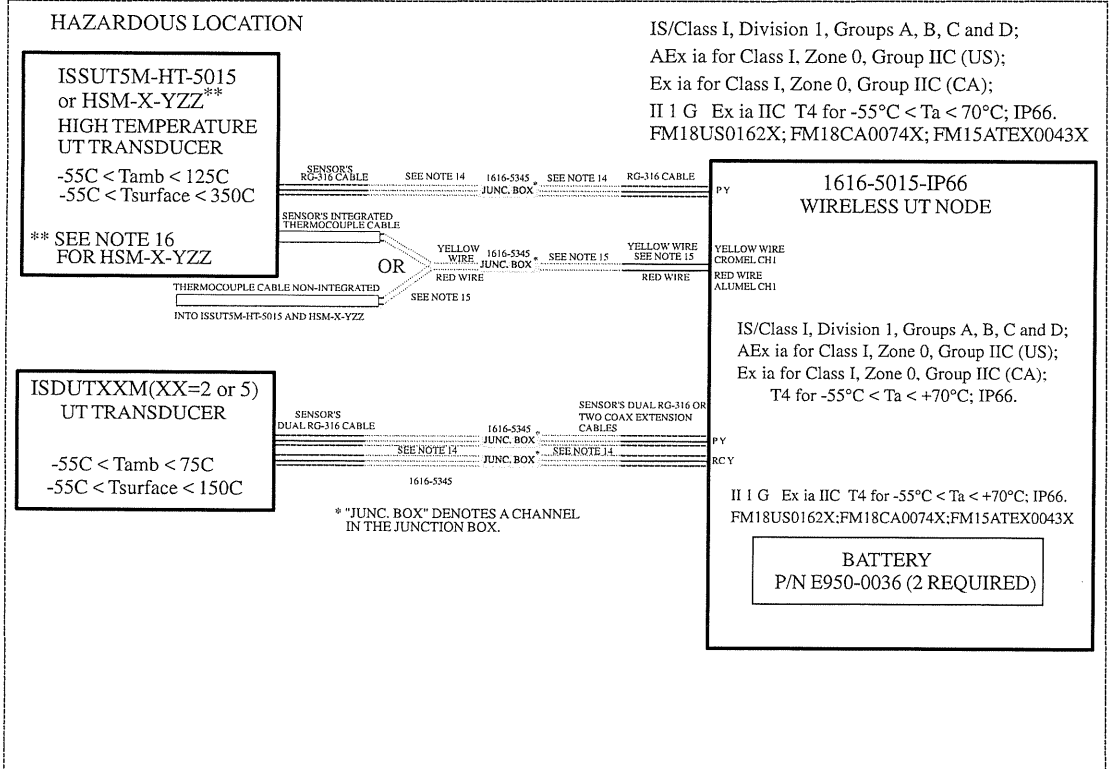 HAZARDOUS LOCATION
IS/Class I, Division 1, Groups A, B, C and D;
AEx ia for Class I, Zone 0, Group IIC (US);
Ex ia for Class I, Zone 0, Group IIC (CA);
II 1 G Ex ia IIC T4 for -55°C < Ta < 70°C; IP66.
FM18US0162X; FM18CA0074X; FM15ATEX0043X
ISSUT5M-HT-5015
or HSM-X-YZZ**
HIGH TEMPERATURE
UT TRANSDUCER
-55C < Tamb < 125C
-55C < Tsurface < 350C
** SEE NOTE 16
FOR HSM-X-YZZ
SENSOR'S
RG-316 CABLE
SEE NOTE 14
1616-5345 *
JUNC. BOX
SEE NOTE 14
RG-316 CABLE
PY
SENSOR'S INTEGRATED
THERMOCOUPLE CABLE
OR
YELLOW
WIRE
RED WIRE
1616-5345 *
JUNC. BOX
SEE NOTE 15
YELLOW WIRE
SEE NOTE 15
RED WIRE
YELLOW WIRE
CROMEL CH1
RED WIRE
ALUMEL CH1
THERMOCOUPLE CABLE NON-INTEGRATED
SEE NOTE 15
INTO ISSUT5M-HT-5015 AND HSM-X-YZZ
1616-5015-IP66
WIRELESS UT NODE
IS/Class I, Division 1, Groups A, B, C and D;
AEx ia for Class I, Zone 0, Group IIC (US);
Ex ia for Class I, Zone 0, Group IIC (CA);
T4 for -55°C < Ta < +70°C; IP66.
ISDUTXXM(XX=2 or 5)
UT TRANSDUCER
-55C < Tamb < 75C
-55C < Tsurface < 150C
SENSOR'S
DUAL RG-316 CABLE
SEE NOTE 14
1616-5345 *
JUNC. BOX
JUNC. BOX *
SEE NOTE 14
SENSOR'S DUAL RG-316 OR
TWO COAX EXTENSION
CABLES
PY
RCY
1616-5345
* "JUNC. BOX" DENOTES A CHANNEL
IN THE JUNCTION BOX.
II 1 G Ex ia IIC T4 for -55°C < Ta < +70°C; IP66.
FM18US0162X;FM18CA0074X;FM15ATEX0043X
BATTERY
P/N E950-0036 (2 REQUIRED)